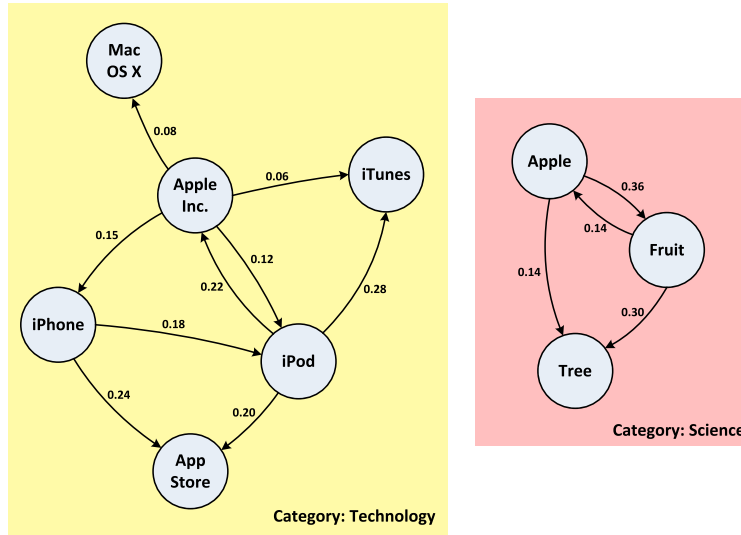 Mac
OS X
0.08
Apple
Inc.
0.06
iTunes
0.15
0.12
0.22
0.28
iPhone
0.18
iPod
0.24
0.20
App
Store
Category: Technology
Apple
0.36
0.14
Fruit
0.14
0.30
Tree
Category: Science